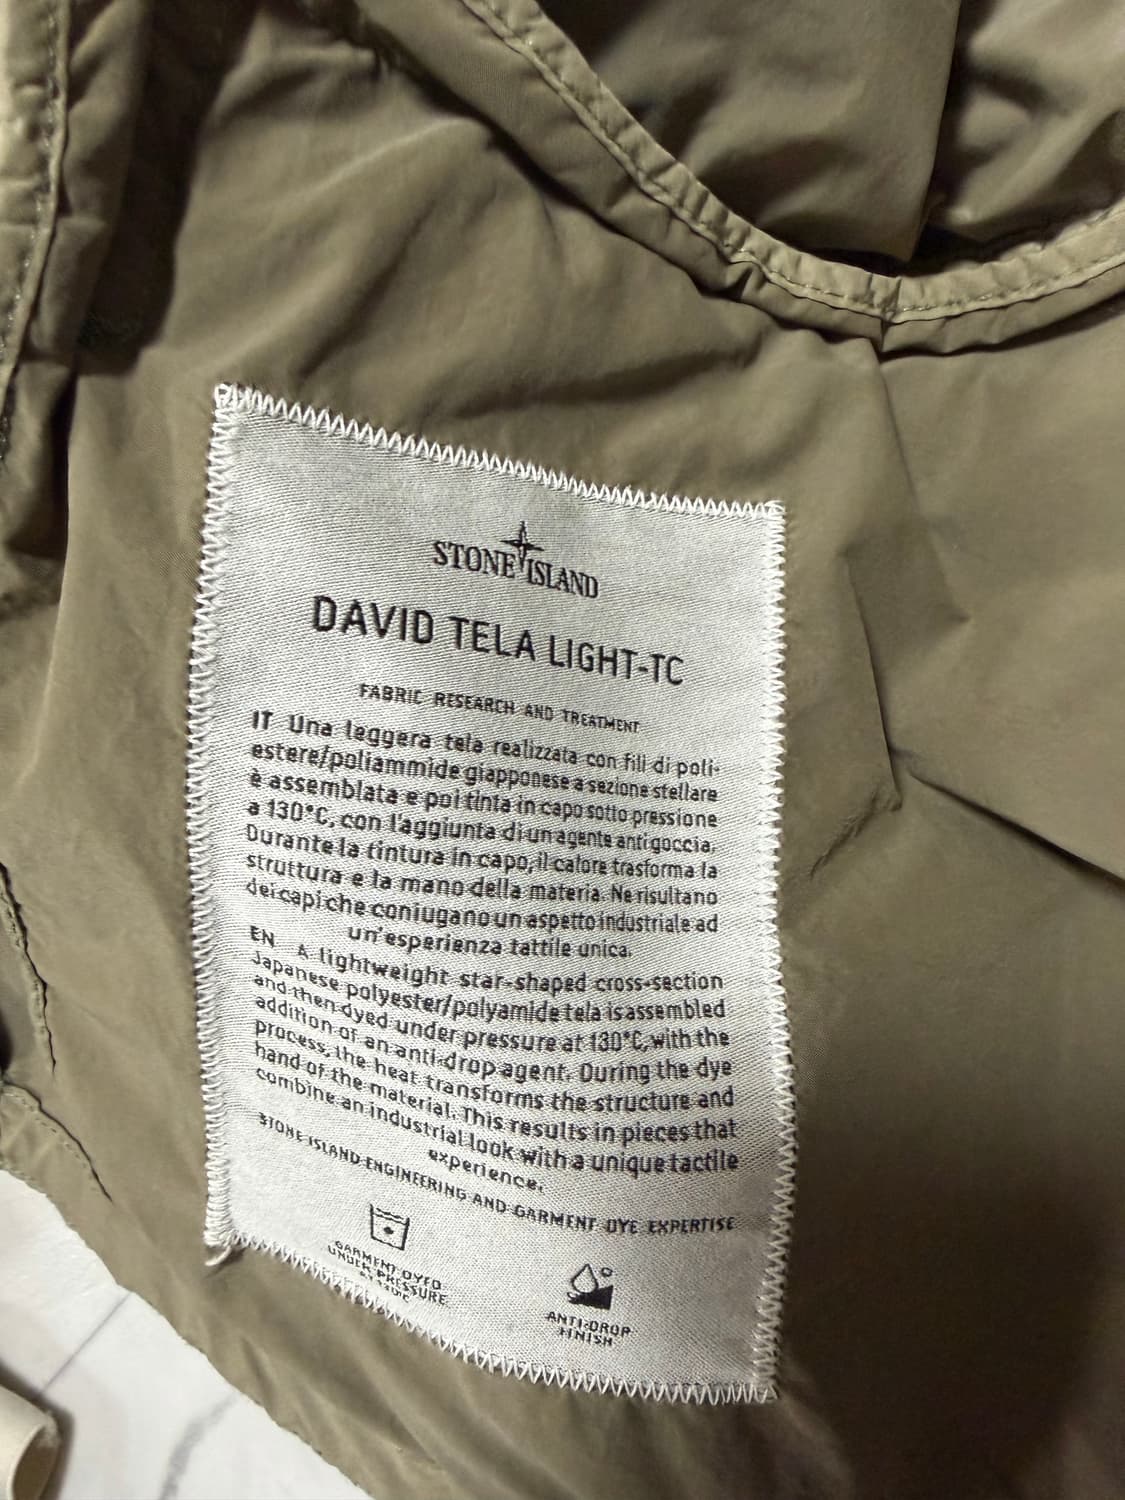 STONE ISLAND
DAVID TELA LIGHT-TC
FABRIC RESEARCH AND TREATMENT
IT Una leggera tela realizzata con fili di poli-
estere/poliammide giapponese a sezione stellare
è assemblata e poi tinta in capo sotto pressione
a 130°C, con l'aggiunta di un agente antigoccia.
Durante la tintura in capo, il calore trasforma la
struttura e la mano della materia. Ne risultano
dei capi che coniugano un aspetto industriale ad
un'esperienza tattile unica.
EN A lightweight star-shaped cross-section
Japanese polyester/polyamide tela is assembled
and then dyed under pressure at 130°C, with the
addition of an anti-drop agent. During the dye
process, the heat transforms the structure and
hand of the material. This results in pieces that
combine an industrial look with a unique tactile
experience.
STONE ISLAND ENGINEERING AND GARMENT DYE EXPERTISE
GARMENT DYED
UNDER PRESSURE
ANTI-DROP
FINISH